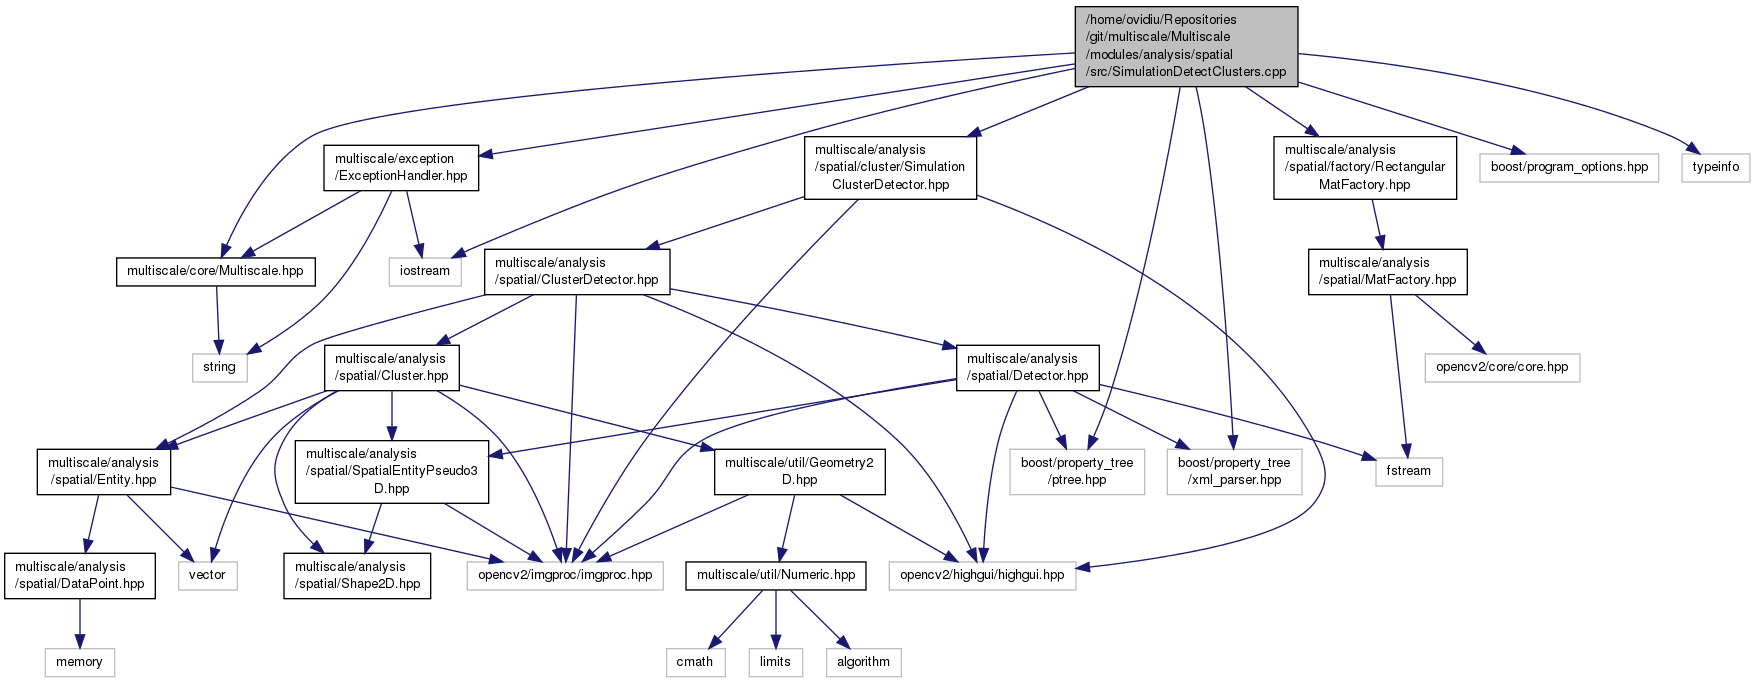 /home/ovidiu/Repositories
/git/multiscale/Multiscale
/modules/analysis/spatial
/src/SimulationDetectClusters.cpp
multiscale/exception
/ExceptionHandler.hpp
multiscale/analysis
/spatial/cluster/Simulation
ClusterDetector.hpp
multiscale/analysis
/spatial/factory/Rectangular
MatFactory.hpp
boost/program_options.hpp
typeinfo
multiscale/core/Multiscale.hpp
iostream
multiscale/analysis
/spatial/ClusterDetector.hpp
multiscale/analysis
/spatial/MatFactory.hpp
string
multiscale/analysis
/spatial/Cluster.hpp
multiscale/analysis
/spatial/Detector.hpp
opencv2/core/core.hpp
multiscale/analysis
/spatial/Entity.hpp
multiscale/analysis
/spatial/SpatialEntityPseudo3
D.hpp
multiscale/util/Geometry2
D.hpp
boost/property_tree
/ptree.hpp
boost/property_tree
/xml_parser.hpp
fstream
multiscale/analysis
/spatial/DataPoint.hpp
vector
multiscale/analysis
/spatial/Shape2D.hpp
opencv2/imgproc/imgproc.hpp
multiscale/util/Numeric.hpp
opencv2/highgui/highgui.hpp
memory
cmath
limits
algorithm